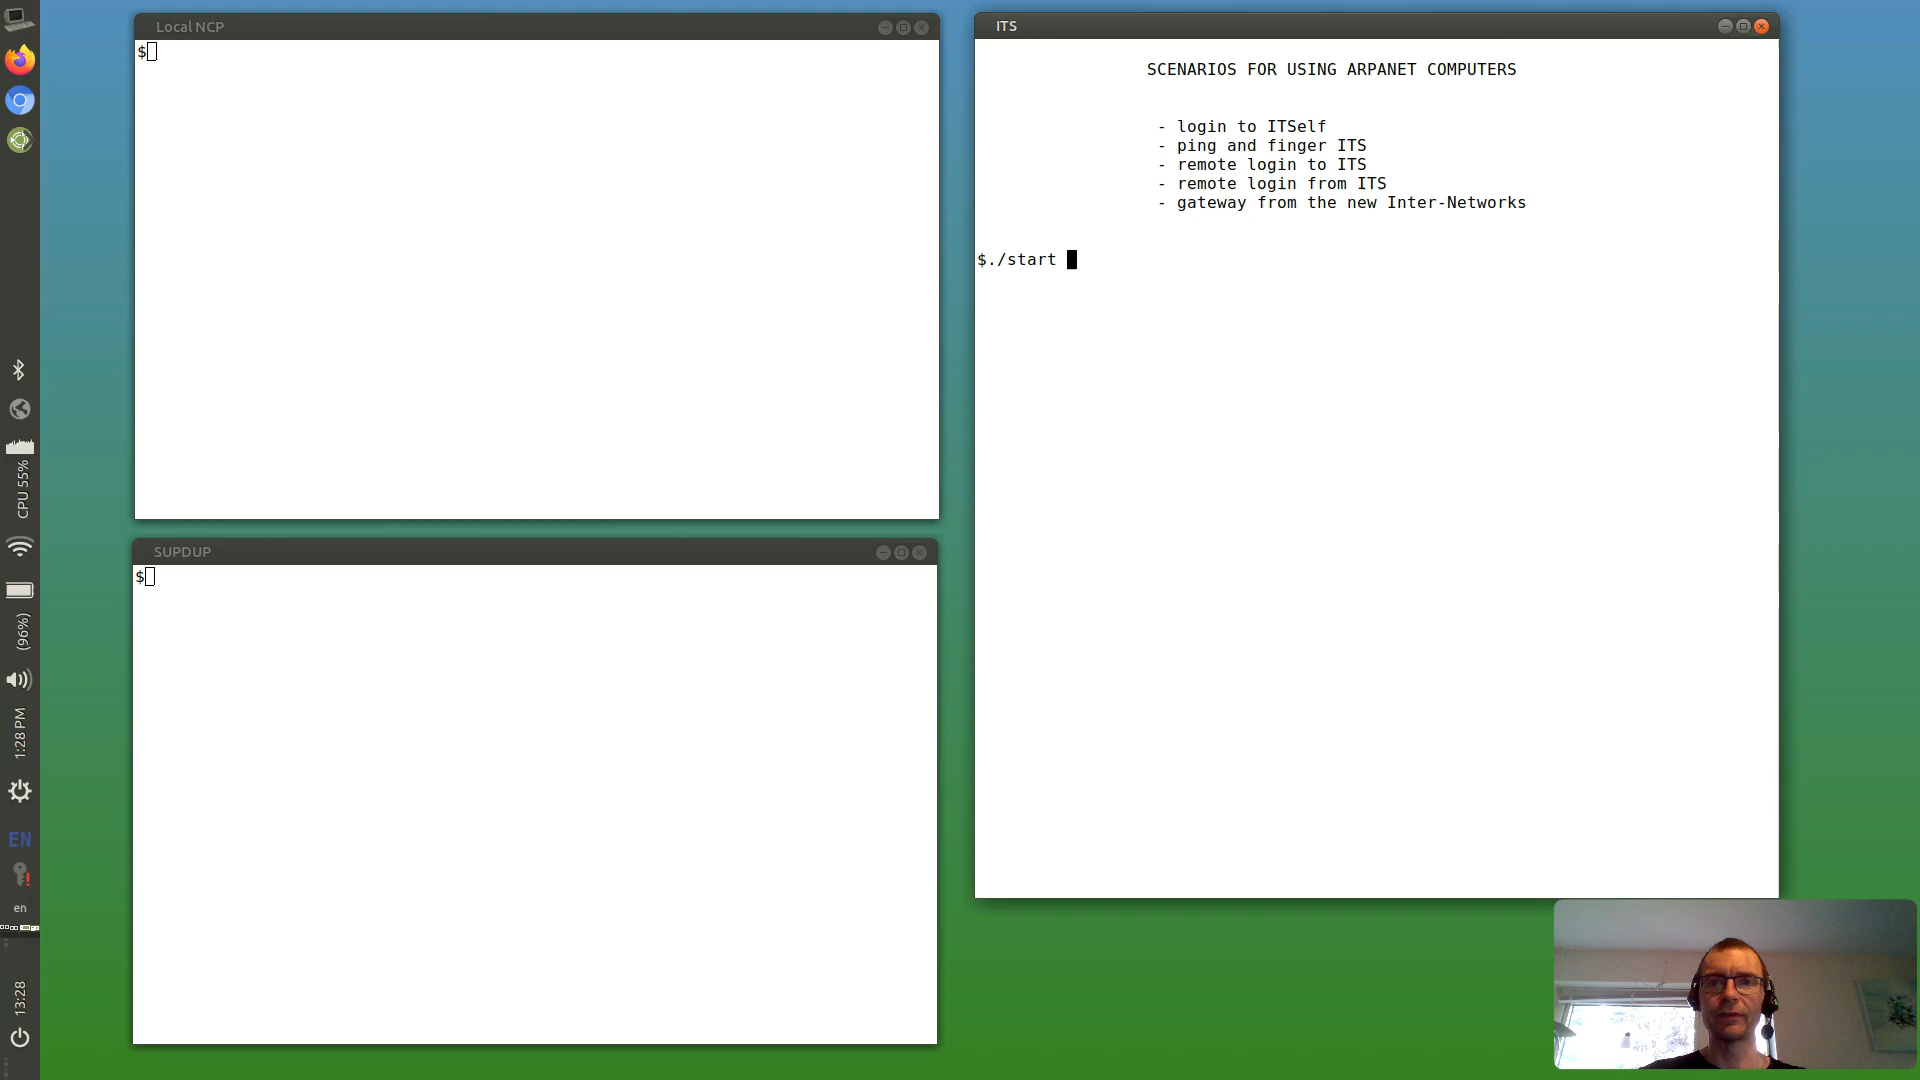 Local NCP
$
SUPDUP
$
ITS
SCENARIOS FOR USING ARPANET COMPUTERS
- login to ITSelf
- ping and finger ITS
- remote login to ITS
- remote login from ITS
- gateway from the new Inter-Networks
$./start
CPU 55%
(96%)
1:28 PM
EN
en
13:28